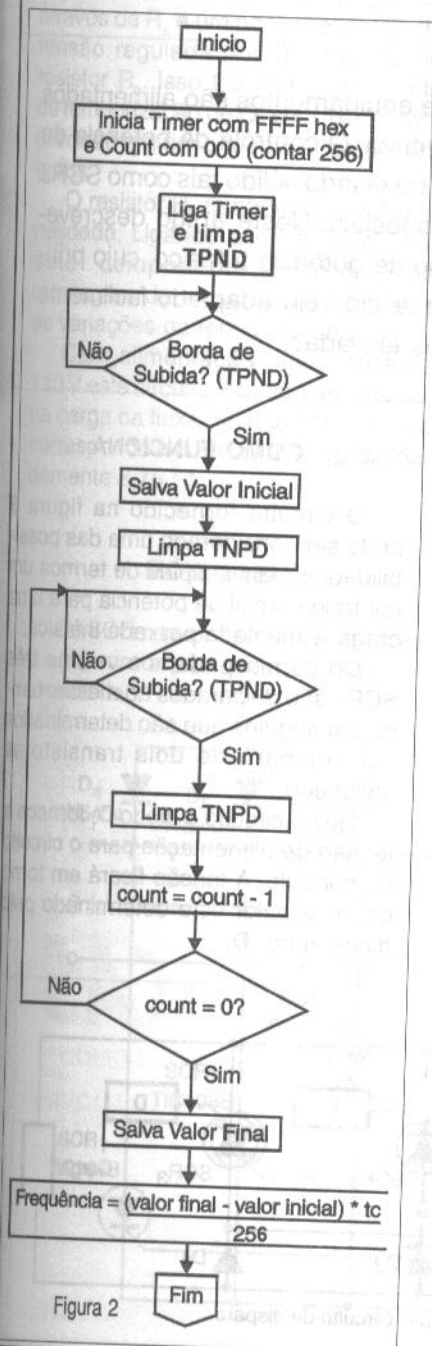 Inicio
Inicia Timer com FFFF hex
e Count com 000 (contar 256)
Liga Timer
e limpa
TPND
Não
Borda de
Subida? (TPND)
Sim
Salva Valor Inicial
Limpa TNPD
Não
Borda de
Subida? (TPND)
Sim
Limpa TNPD
count = count - 1
Não
count = 0?
Sim
Salva Valor Final
Frequência = (valor final - valor inicial) * tc
256
Fim
Figura 2